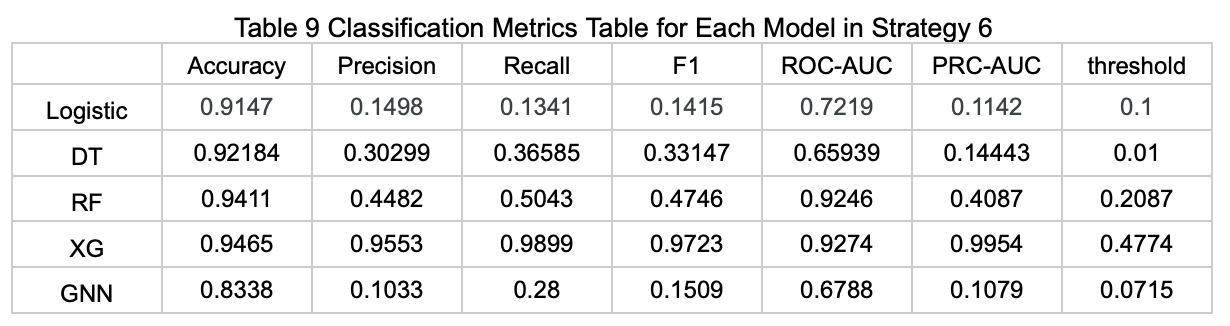 Table 9 Classification Metrics Table for Each Model in Strategy 6
Accuracy Precision Recall F1 ROC-AUC PRC-AUC threshold
Logistic 0.9147 0.1498 0.1341 0.1415 0.7219 0.1142 0.1
DT 0.92184 0.30299 0.36585 0.33147 0.65939 0.14443 0.01
RF 0.9411 0.4482 0.5043 0.4746 0.9246 0.4087 0.2087
XG 0.9465 0.9553 0.9899 0.9723 0.9274 0.9954 0.4774
GNN 0.8338 0.1033 0.28 0.1509 0.6788 0.1079 0.0715